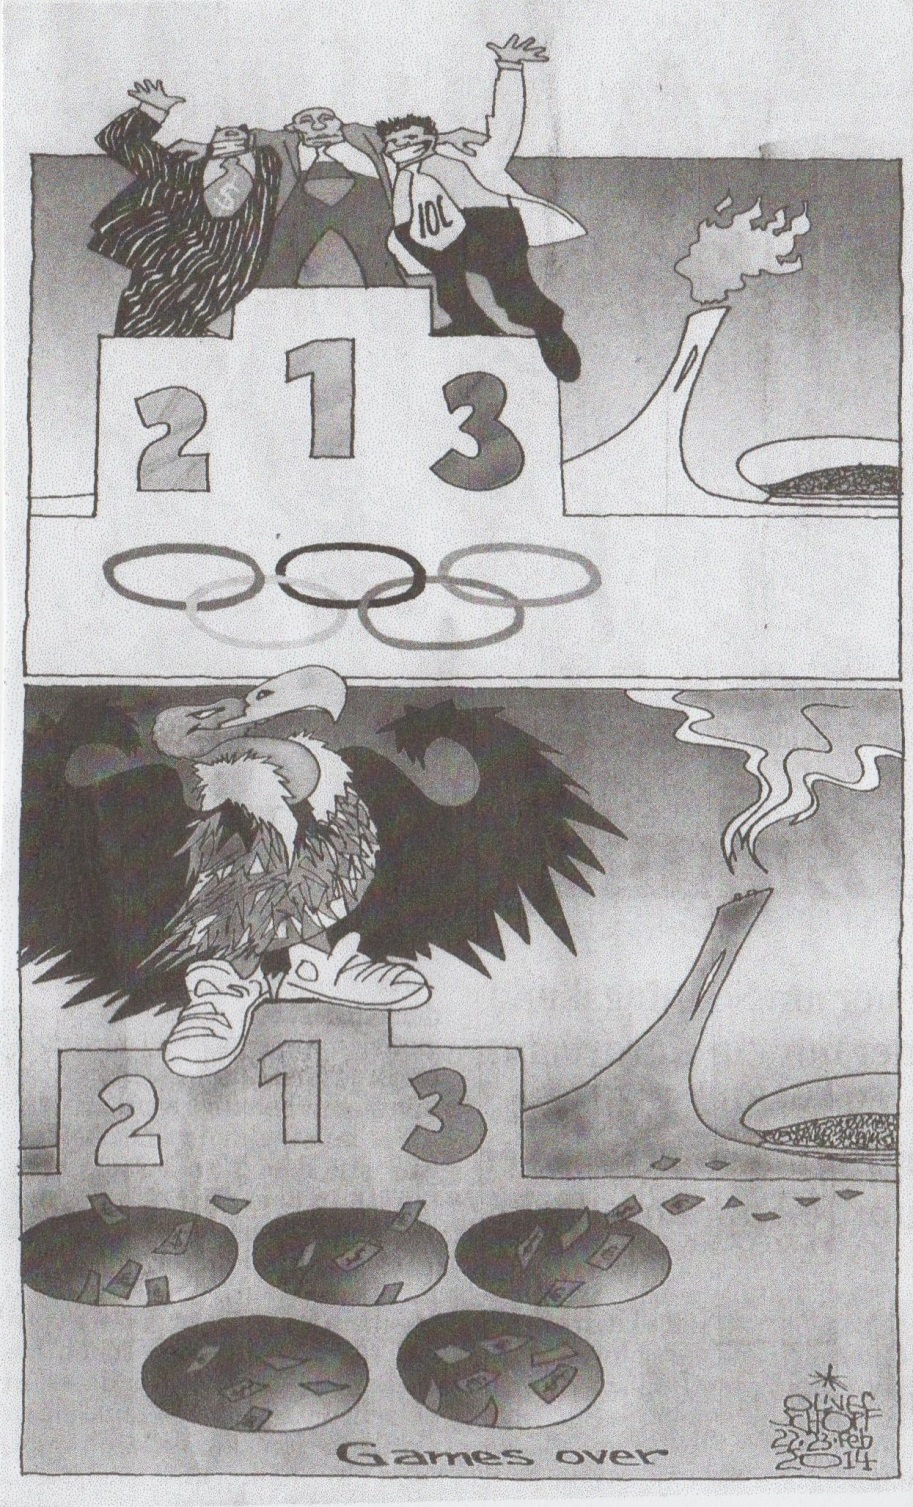 $
IOC
1
2
3
1
2
3
Games over
OLIVER
SCHOPF
22.23.Feb
2014